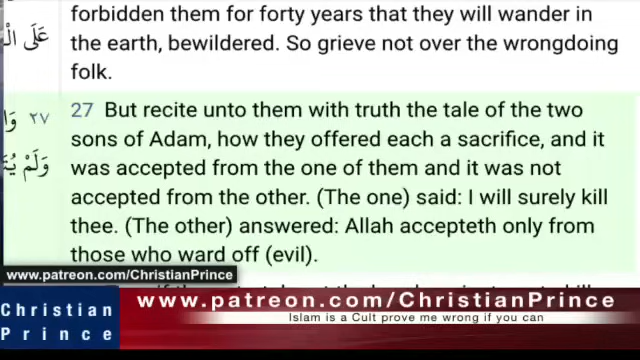 forbidden them for forty years that they will wander in
the earth, bewildered. So grieve not over the wrongdoing
folk.
27 But recite unto them with truth the tale of the two
sons of Adam, how they offered each a sacrifice, and it
was accepted from the one of them and it was not
accepted from the other. (The one) said: I will surely kill
thee. (The other) answered: Allah accepteth only from
those who ward off (evil).
عَلَى
٢٧
www.patreon.com/ChristianPrince
Christian
Prince
www.patreon.com/ChristianPrince
Islam is a Cult prove me wrong if you can